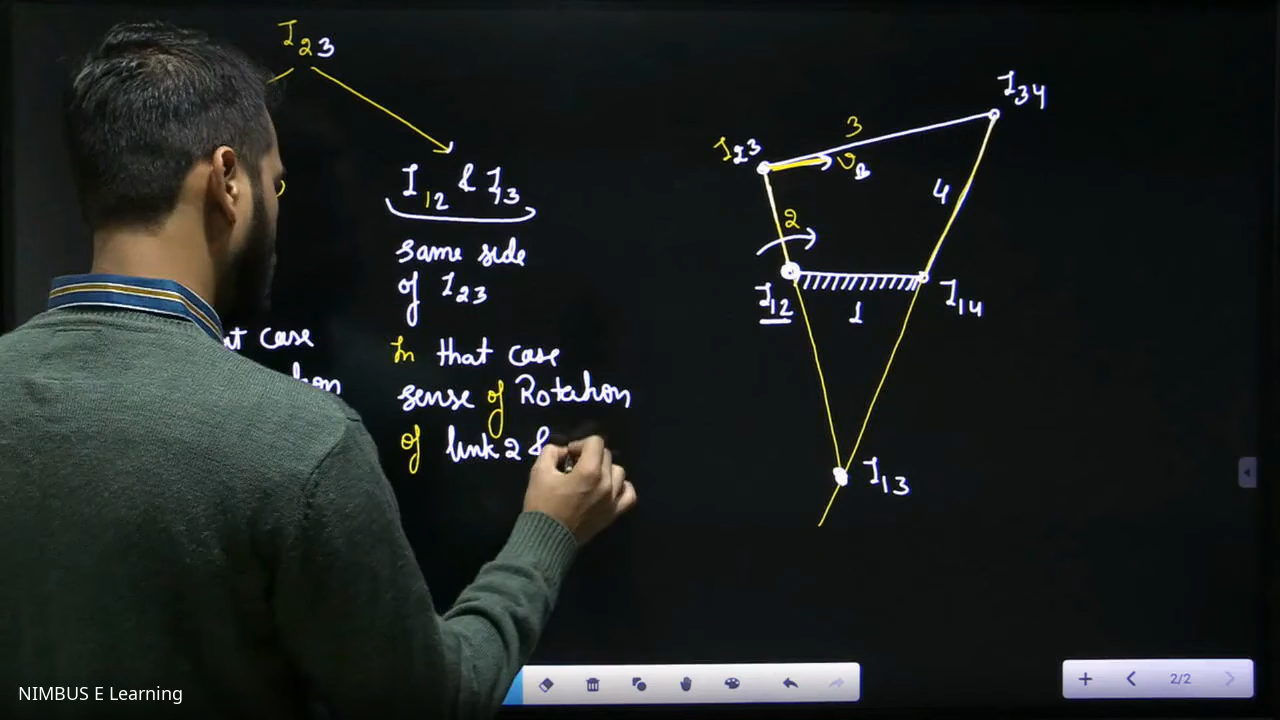 I23
I12 & I13
same side
of I23
In that case
sense of Rotation
of link 2 &
case
I34
3
I23
4
2
I12
1
I14
I13
2/2
NIMBUS E Learning